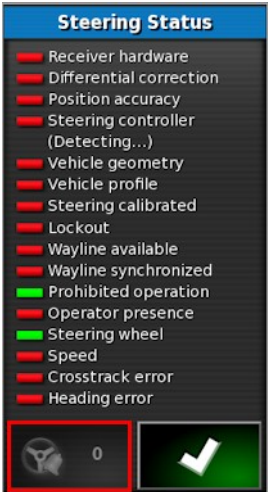 Steering Status
Receiver hardware
Differential correction
Position accuracy
Steering controller
(Detecting...)
Vehicle geometry
Vehicle profile
Steering calibrated
Lockout
Wayline available
Wayline synchronized
Prohibited operation
Operator presence
Steering wheel
Speed
Crosstrack error
Heading error
0